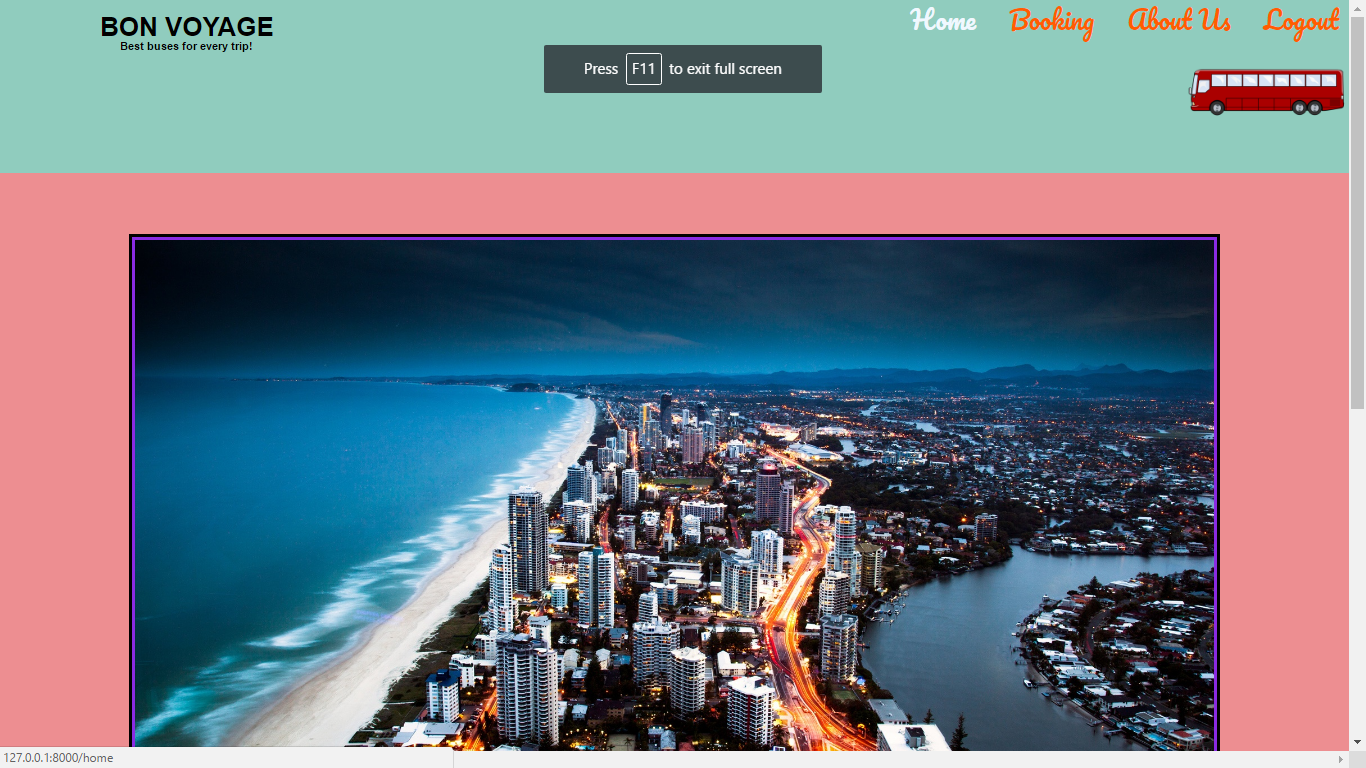 BON VOYAGE
Best buses for every trip!
Home Booking About Us Logout
Press F11 to exit full screen
127.0.0.1:8000/home